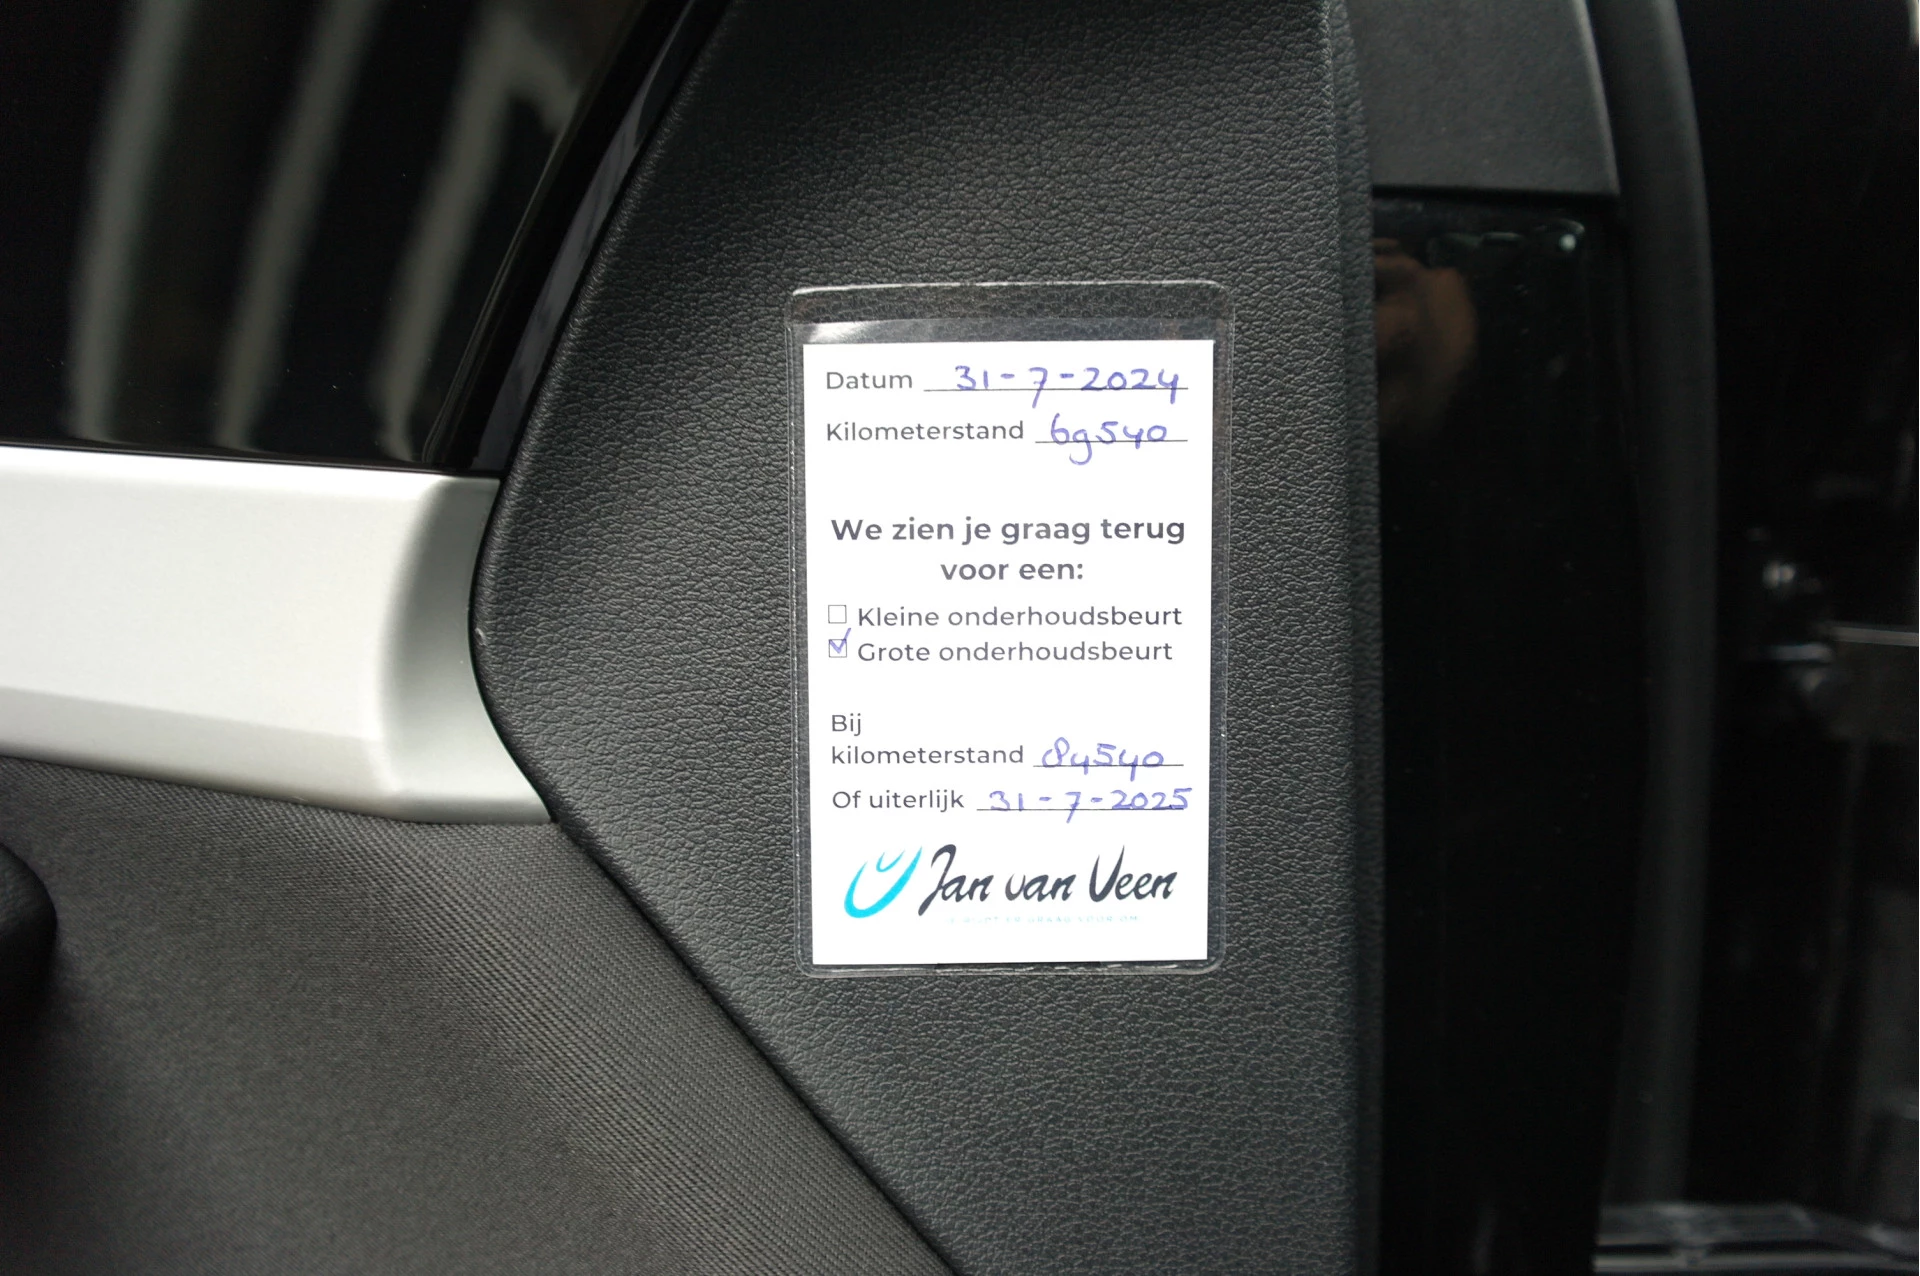 Datum 31-7-2024
Kilometerstand 69540
We zien je graag terug
voor een:
Kleine onderhoudsbeurt
Grote onderhoudsbeurt
Bij
kilometerstand 84540
Of uiterlijk 31-7-2025
Jan van Veen